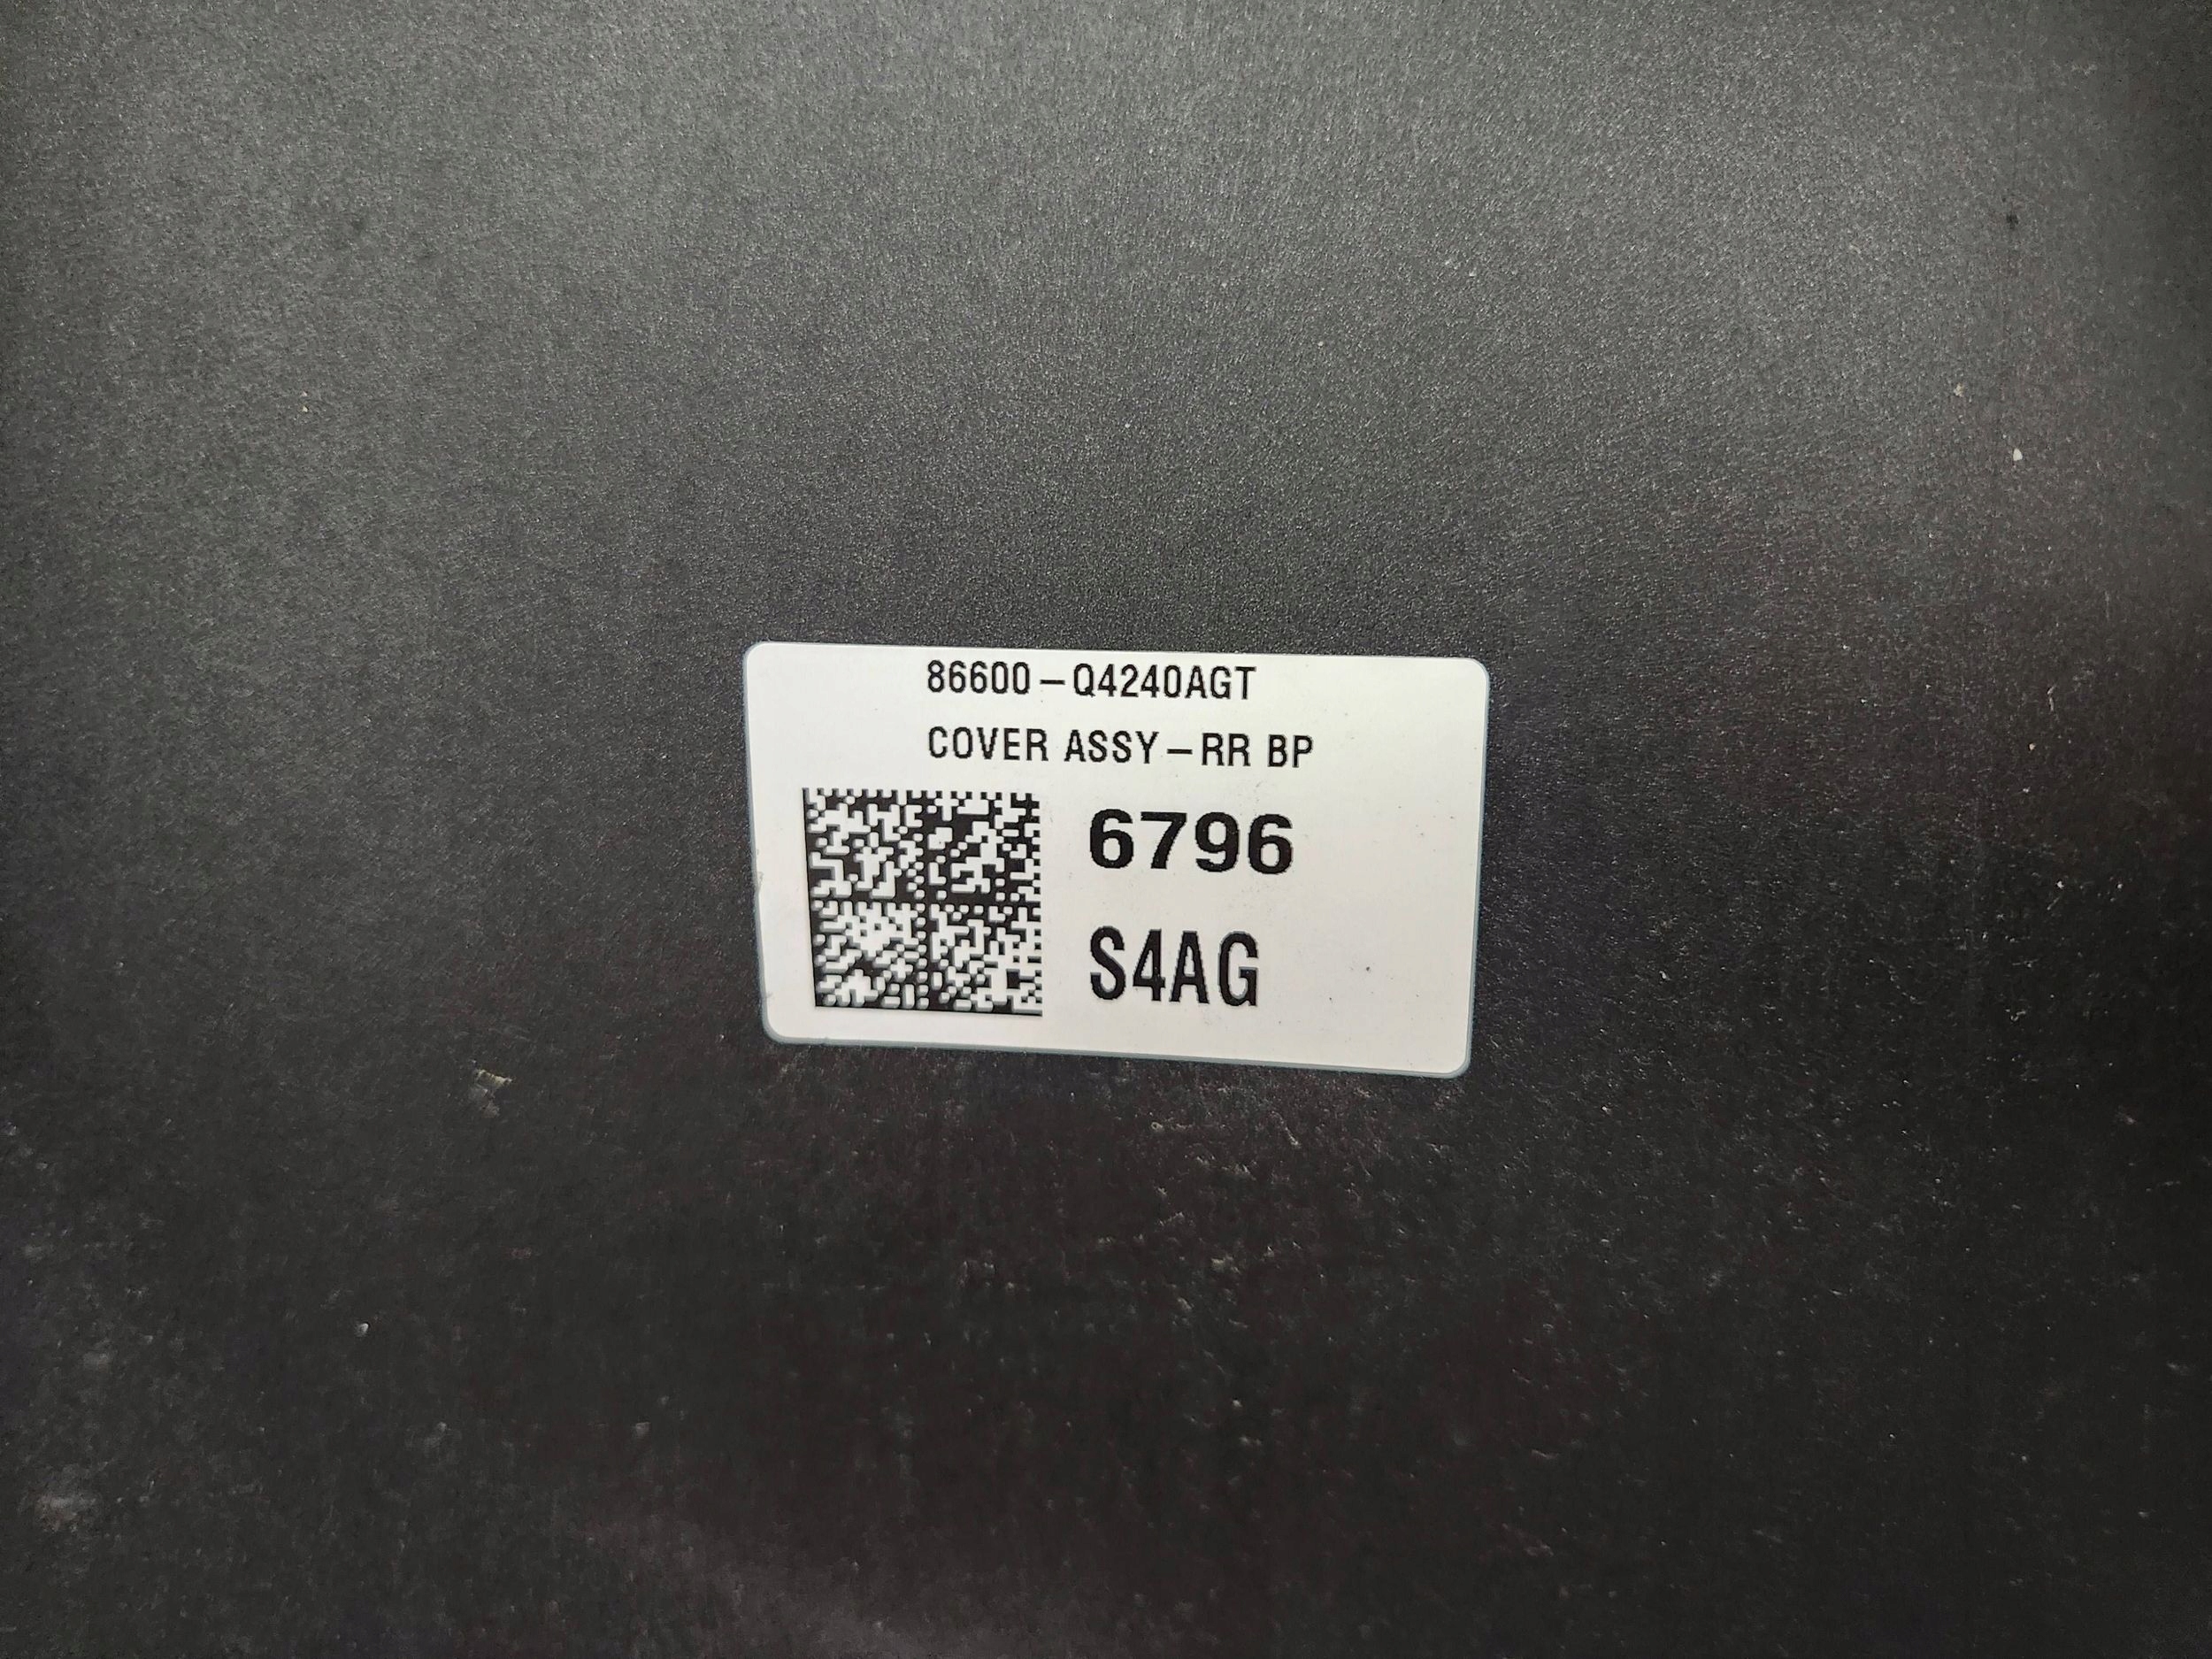 86600-Q4240AGT
COVER ASSY-RR BP
6796
S4AG